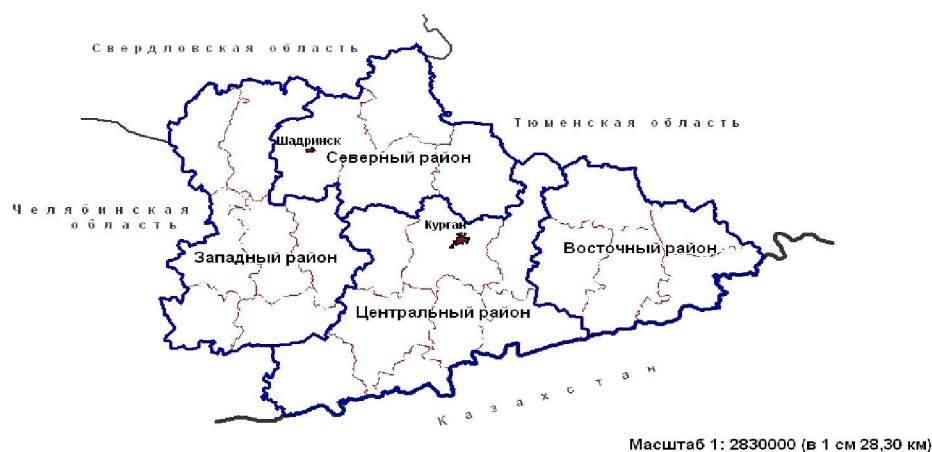 Свердловская область
Тюменская область
Шадринск
Северный район
Челябинская
область
Курган
Восточный район
Западный район
Центральный район
Казахстан
Масштаб 1: 2830000 (в 1 см 28,30 км)